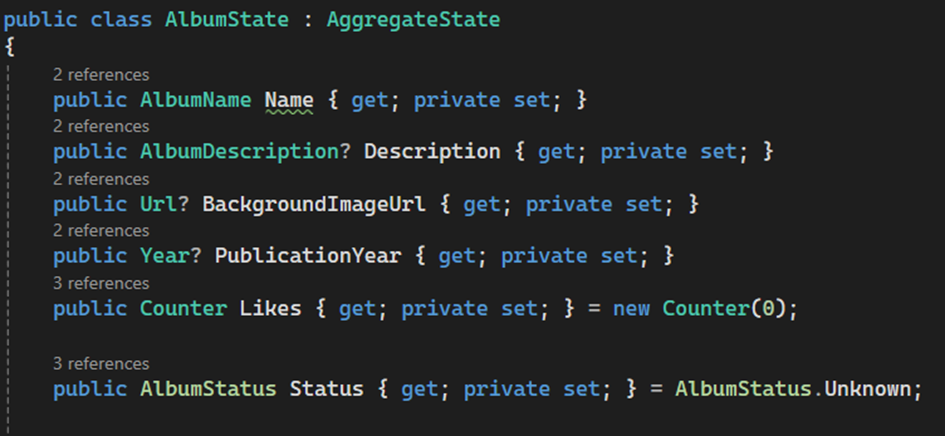 public class AlbumState : AggregateState
{
2 references
public AlbumName Name { get; private set; }
2 references
public AlbumDescription? Description { get; private set; }
2 references
public Url? BackgroundImageUrl { get; private set; }
2 references
public Year? PublicationYear { get; private set; }
3 references
public Counter Likes { get; private set; } = new Counter(0);
3 references
public AlbumStatus Status { get; private set; } = AlbumStatus.Unknown;